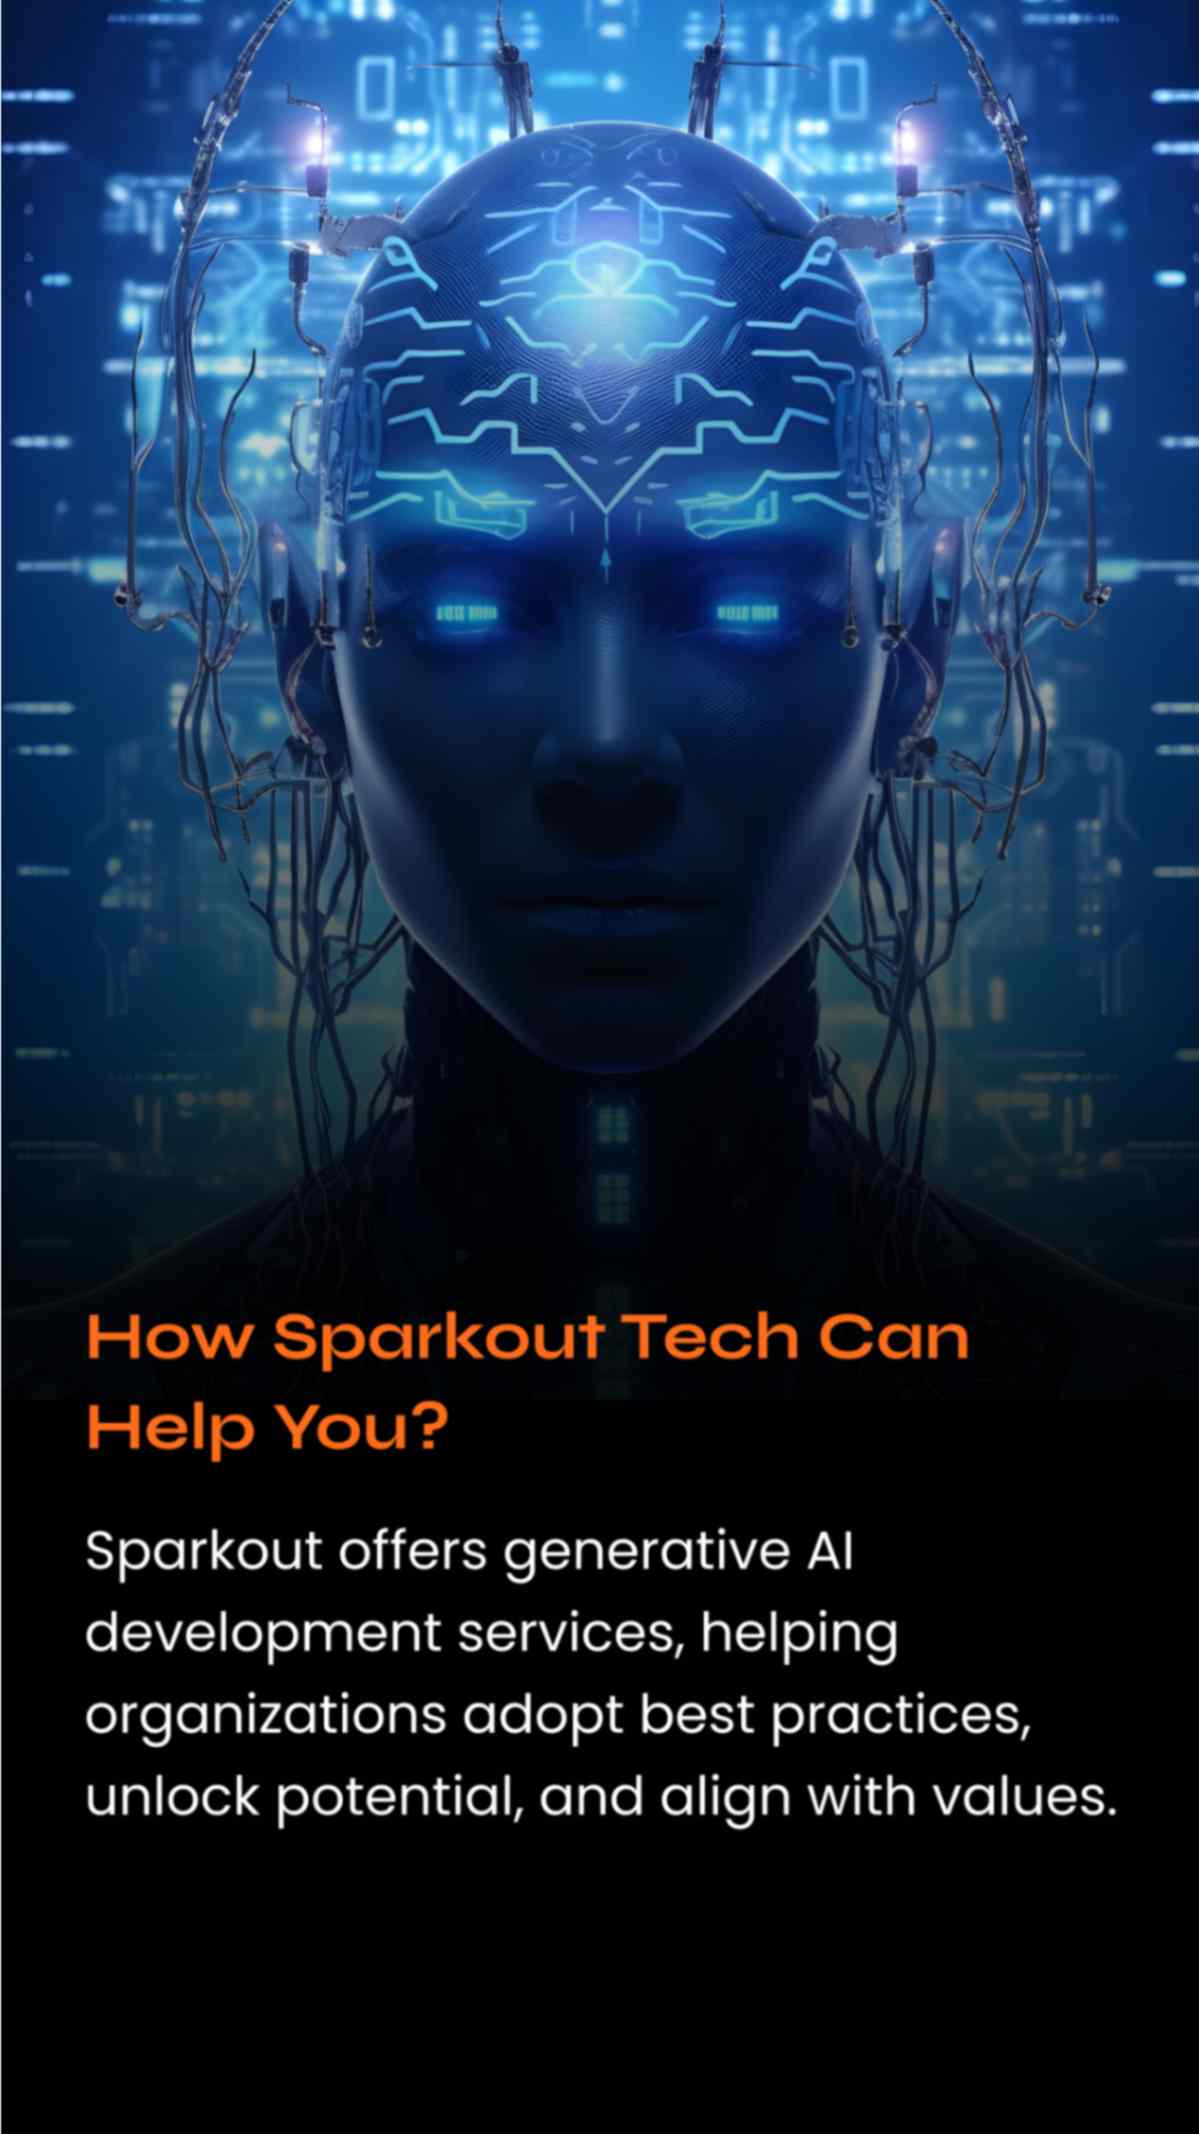 How Sparkout Tech Can
Help You?
Sparkout offers generative AI
development services, helping
organizations adopt best practices,
unlock potential, and align with values.